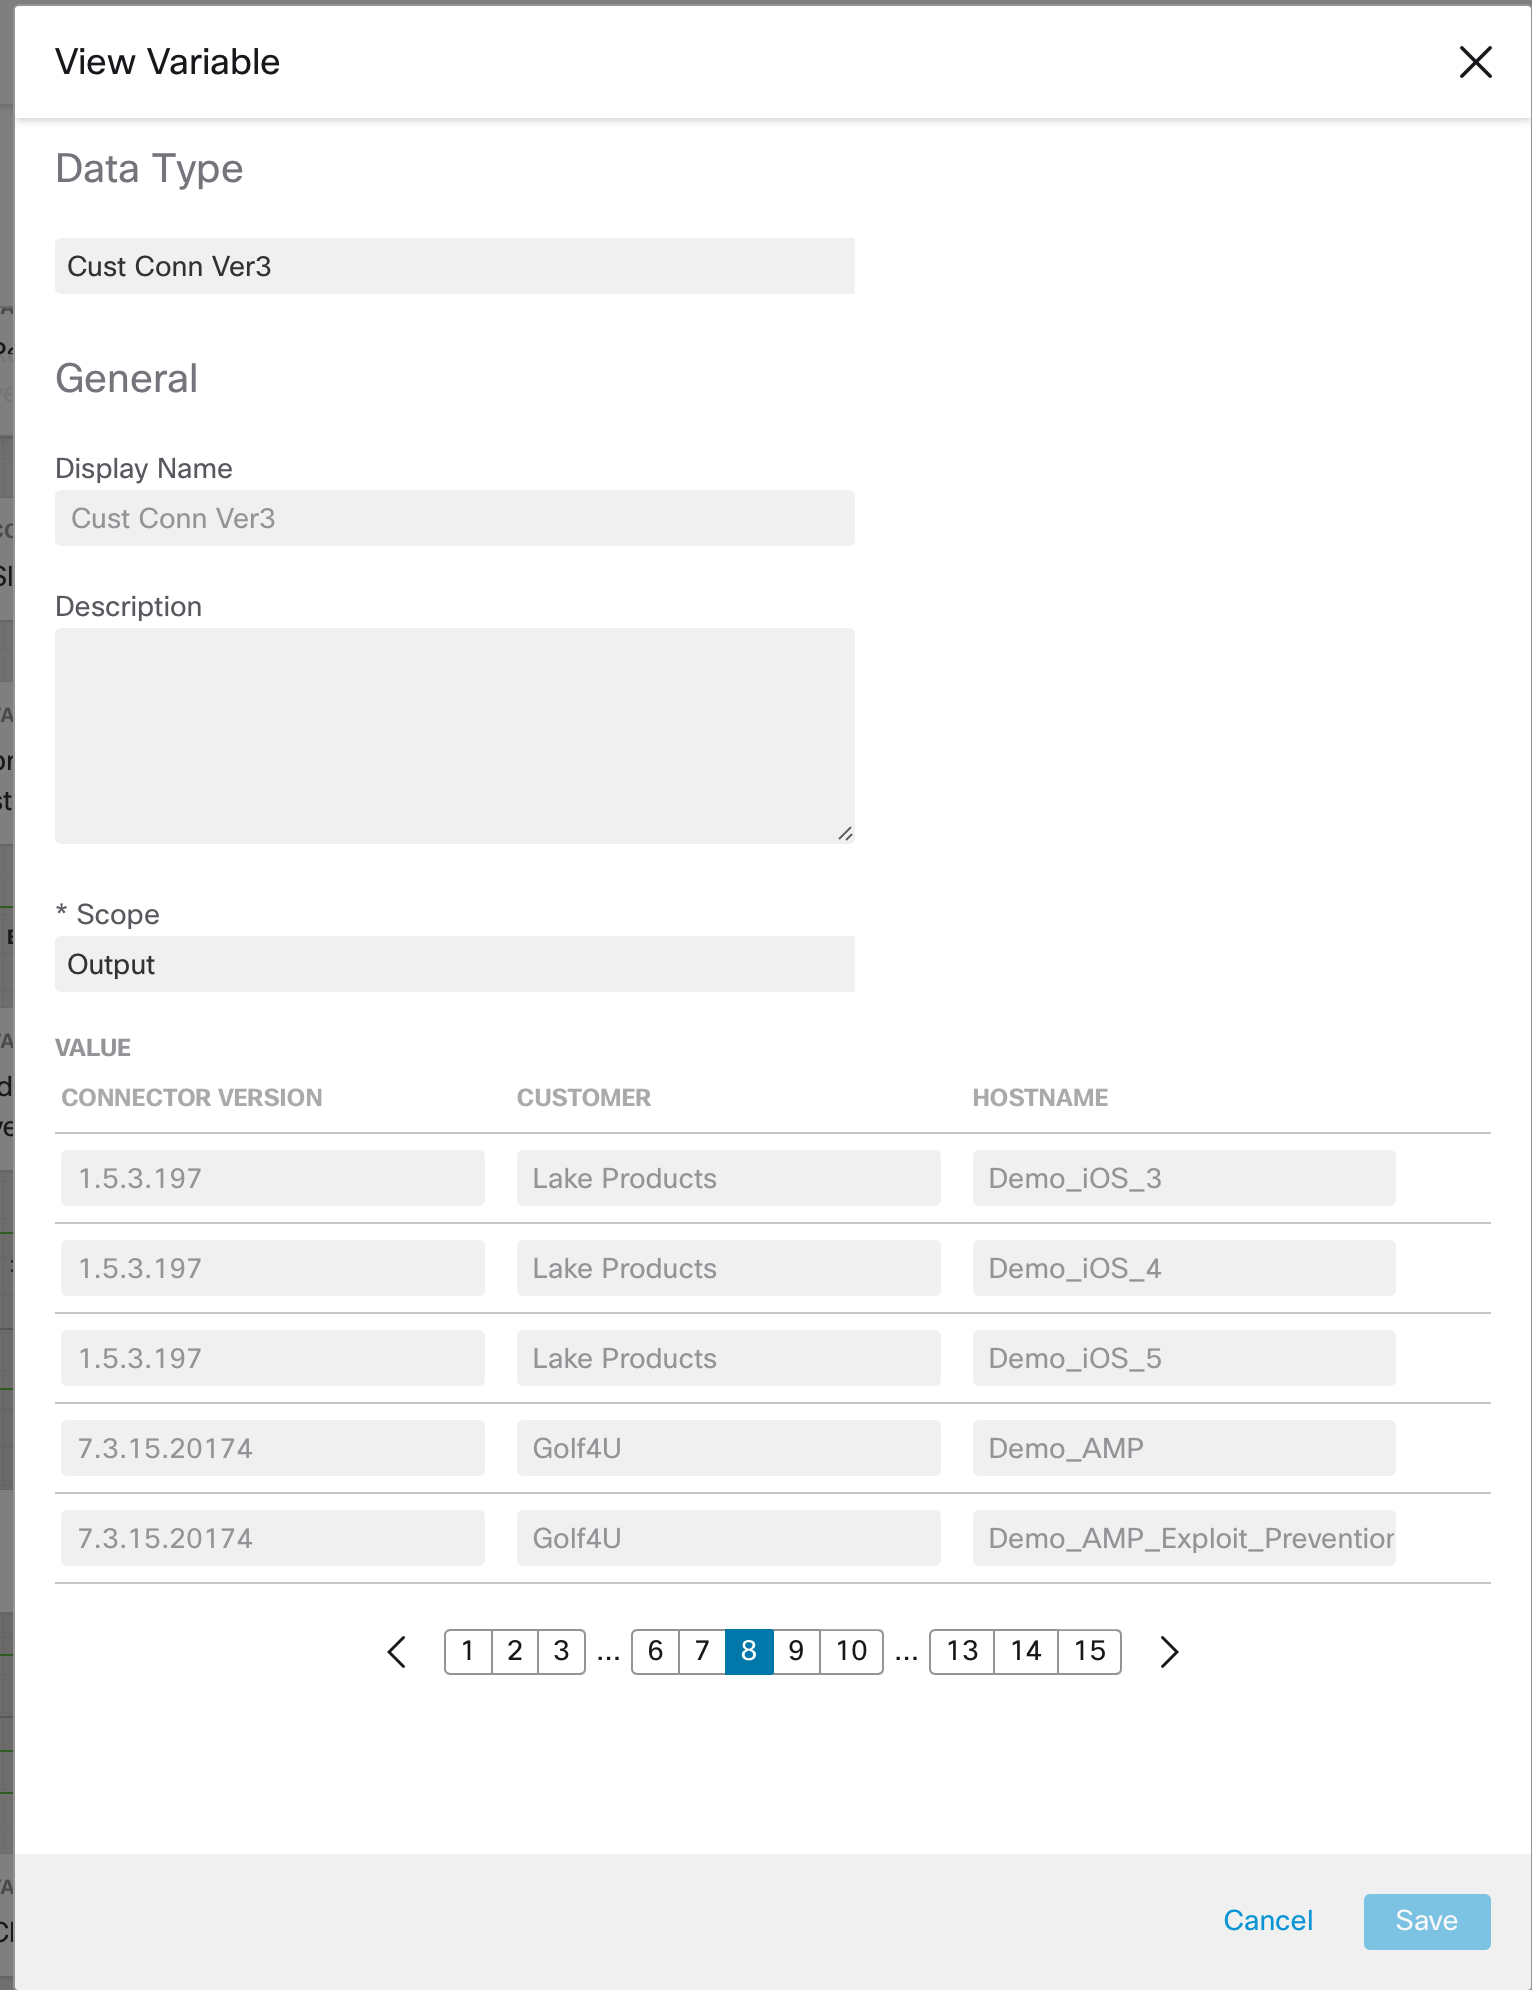 View Variable
Data Type
Cust Conn Ver3
General
Display Name
Cust Conn Ver3
Description
* Scope
Output
VALUE
CONNECTOR VERSION CUSTOMER HOSTNAME
1.5.3.197 Lake Products Demo_iOS_3
1.5.3.197 Lake Products Demo_iOS_4
1.5.3.197 Lake Products Demo_iOS_5
7.3.15.20174 Golf4U Demo_AMP
7.3.15.20174 Golf4U Demo_AMP_Exploit_Prevention
1 2 3 ... 6 7 8 9 10 ... 13 14 15
Cancel Save